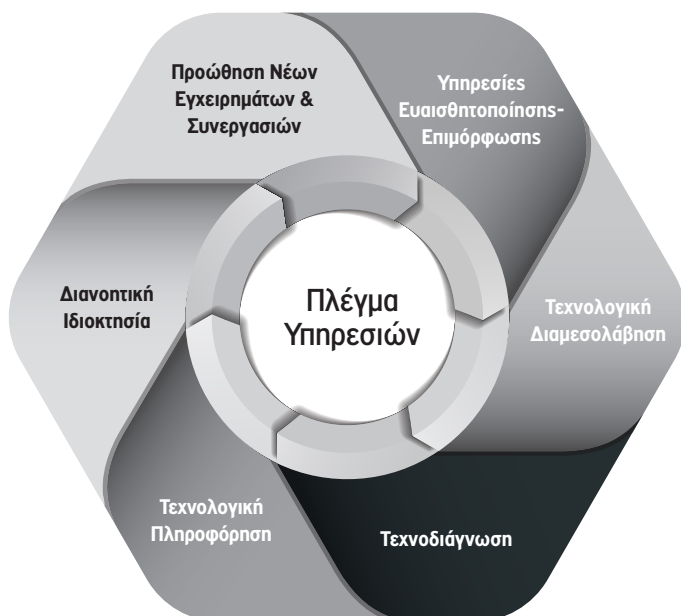 Προώθηση Νέων
Εγχειρημάτων &
Συνεργασιών
Υπηρεσίες
Ευαισθητοποίησης-
Επιμόρφωσης
Διανοητική
Ιδιοκτησία
Πλέγμα
Υπηρεσιών
Τεχνολογική
Διαμεσολάβηση
Τεχνολογική
Πληροφόρηση
Τεχνοδιάγνωση